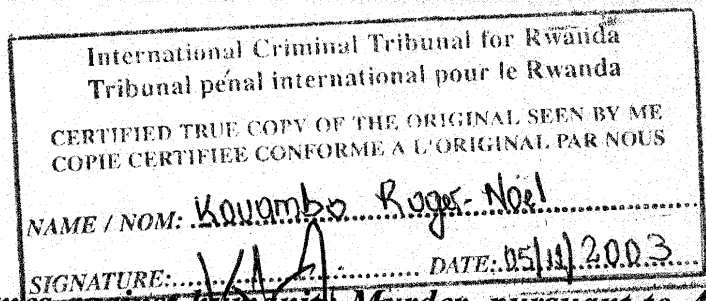 International Criminal Tribunal for Rwanda
Tribunal pénal international pour le Rwanda
CERTIFIED TRUE COPY OF THE ORIGINAL SEEN BY ME
COPIE CERTIFIEE CONFORME A L'ORIGINAL PAR NOUS
NAME / NOM: Kouambo Roger-Noël
SIGNATURE: DATE: 05/11/2003
Murder, pursuant to